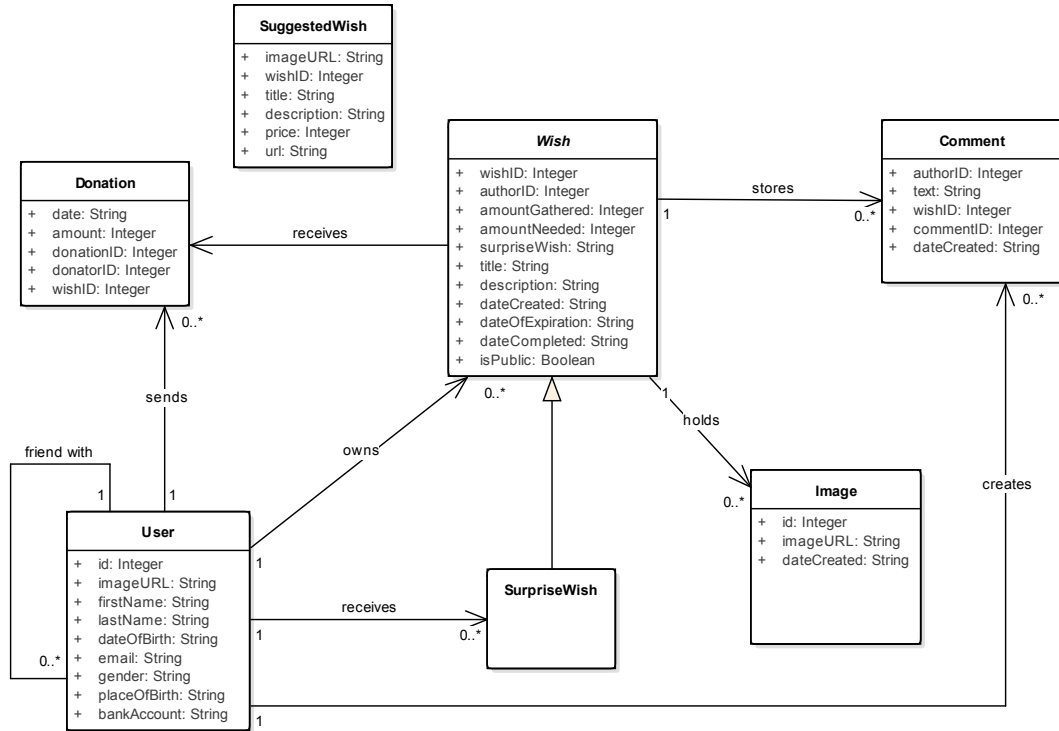 SuggestedWish
+ imageURL: String
+ wishID: Integer
+ title: String
+ description: String
+ price: Integer
+ url: String
Donation
+ date: String
+ amount: Integer
+ donationID: Integer
+ donatorID: Integer
+ wishID: Integer
receives
Wish
+ wishID: Integer
+ authorID: Integer
+ amountGathered: Integer
+ amountNeeded: Integer
+ surpriseWish: String
+ title: String
+ description: String
+ dateCreated: String
+ dateOfExpiration: String
+ dateCompleted: String
+ isPublic: Boolean
stores
1
0..*
Comment
+ authorID: Integer
+ text: String
+ wishID: Integer
+ commentID: Integer
+ dateCreated: String
0..*
0..*
sends
1
0..*
owns
1
1
holds
0..*
friend with
1
0..*
User
+ id: Integer
+ imageURL: String
+ firstName: String
+ lastName: String
+ dateOfBirth: String
+ email: String
+ gender: String
+ placeOfBirth: String
+ bankAccount: String
receives
1
0..*
SurpriseWish
Image
+ id: Integer
+ imageURL: String
+ dateCreated: String
creates
1